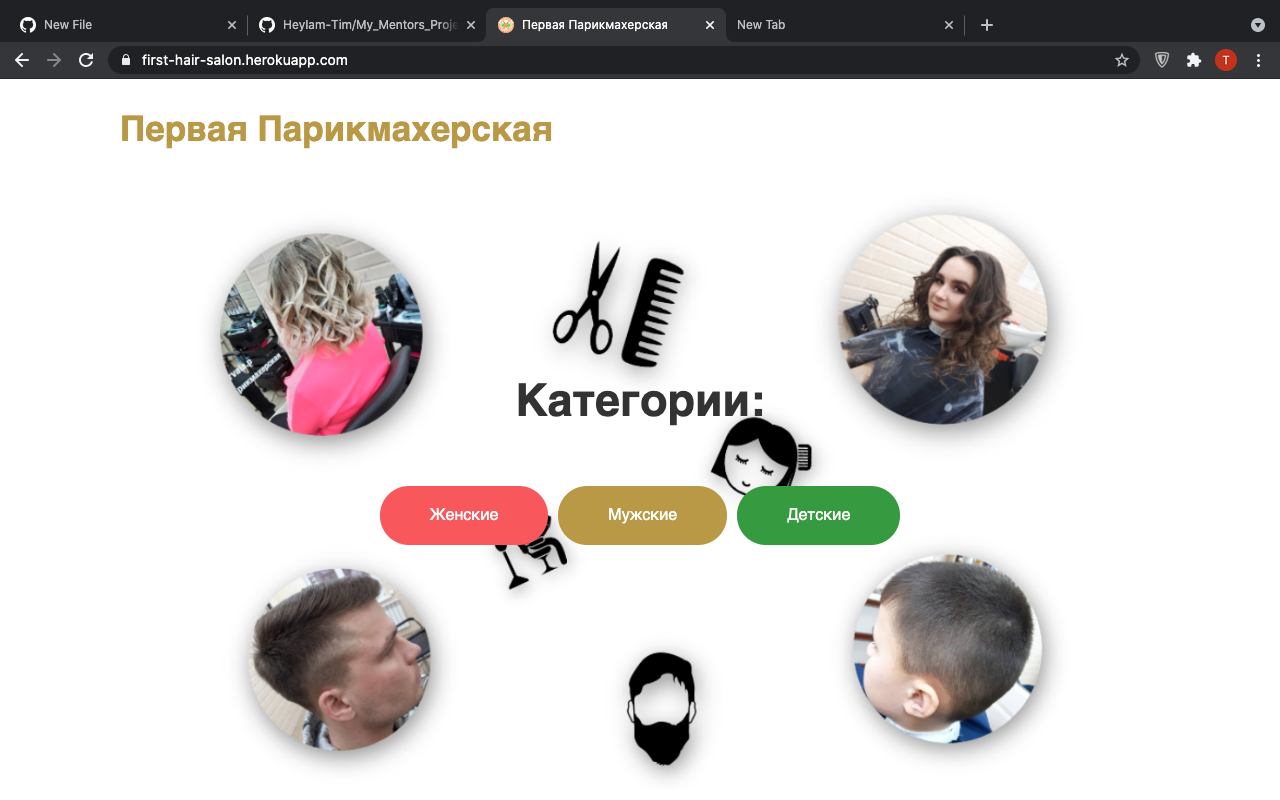 New File
Heylam-Tim/My_Mentors_Proje
Первая Парикмахерская
New Tab
first-hair-salon.herokuapp.com
T
Первая Парикмахерская
Категории:
Женские
Мужские
Детские